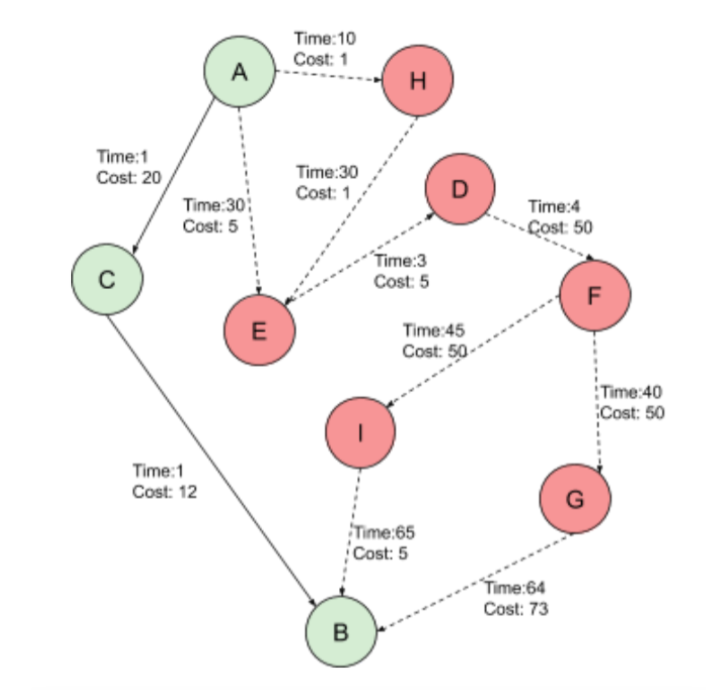 Time:10
Cost: 1
A
H
Time:1
Cost: 20
Time:30
Cost: 1
D
Time:30
Cost: 5
Time:4
Cost: 50
Time:3
Cost: 5
C
F
E
Time:45
Cost: 50
Time:40
Cost: 50
I
Time:1
Cost: 12
G
Time:65
Cost: 5
Time:64
Cost: 73
B